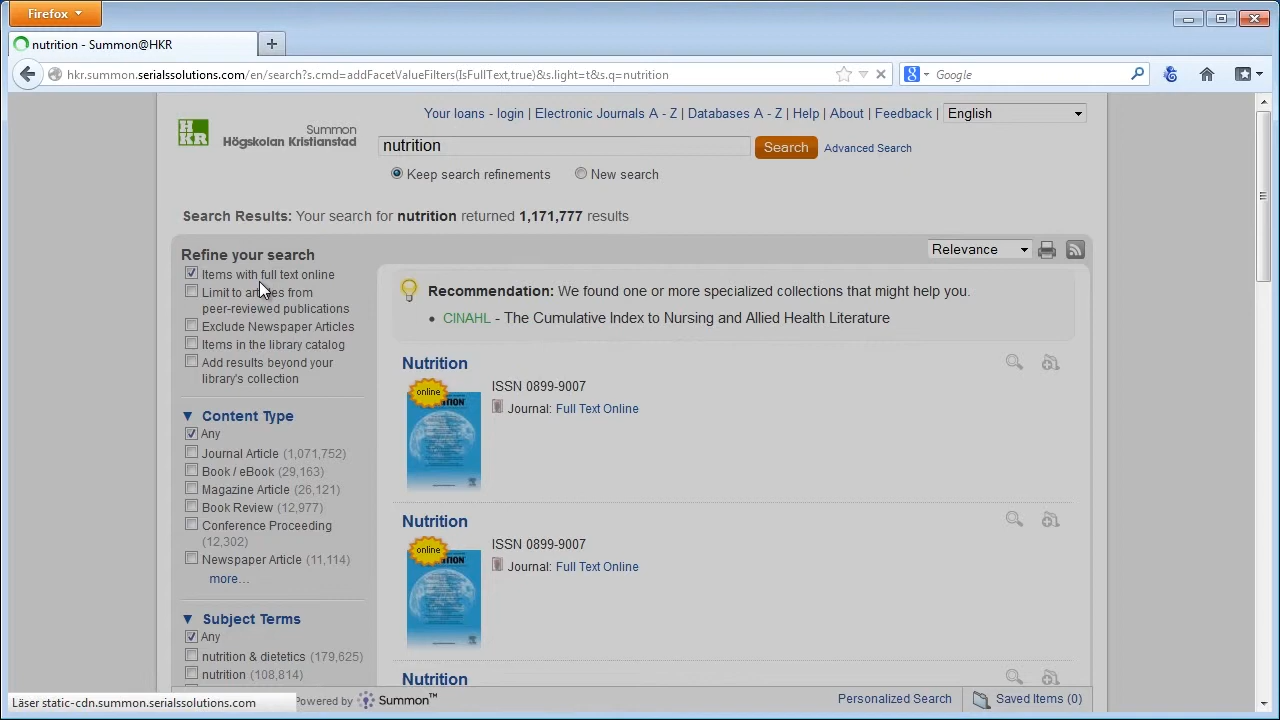 Firefox
nutrition - Summon@HKR
hkr.summon.serialssolutions.com/en/search?s.cmd=addFacetValueFilters(IsFullText,true)&s.light=t&s.q=nutrition
Google
Your loans - login | Electronic Journals A - Z | Databases A - Z | Help | About | Feedback | English
HKR
Summon
Högskolan Kristianstad
nutrition
Search
Advanced Search
Keep search refinements
New search
Search Results: Your search for nutrition returned 1,171,777 results
Refine your search
Relevance
Items with full text online
Limit to articles from
peer-reviewed publications
Exclude Newspaper Articles
Items in the library catalog
Add results beyond your
library's collection
Content Type
Any
Journal Article (1,071,752)
Book / eBook (29,163)
Magazine Article (26,121)
Book Review (12,977)
Conference Proceeding
(12,302)
Newspaper Article (11,114)
more...
Subject Terms
Any
nutrition & dietetics (179,625)
nutrition (108,814)
Recommendation: We found one or more specialized collections that might help you.
• CINAHL - The Cumulative Index to Nursing and Allied Health Literature
Nutrition
online
ISSN 0899-9007
Journal: Full Text Online
Nutrition
online
ISSN 0899-9007
Journal: Full Text Online
Nutrition
Läser static-cdn.summon.serialssolutions.com
Powered by Summon™
Personalized Search
Saved Items (0)